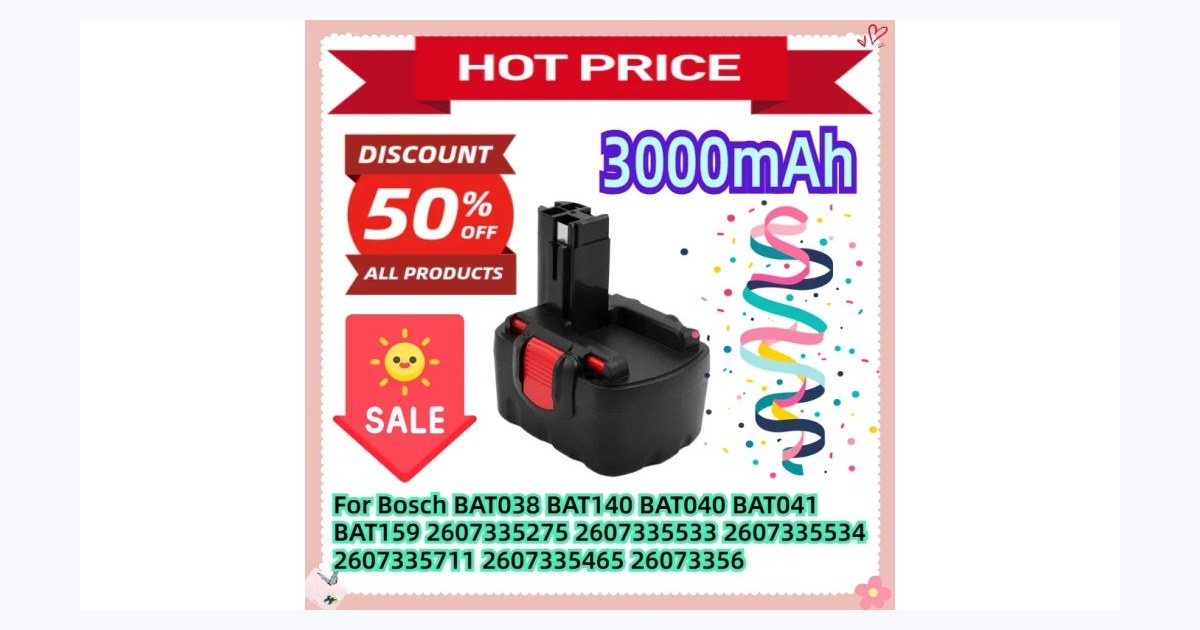 HOT PRICE
DISCOUNT
50% OFF
ALL PRODUCTS
3000mAh
SALE
For Bosch BAT038 BAT140 BAT040 BAT041
BAT159 2607335275 2607335533 2607335534
2607335711 2607335465 26073356